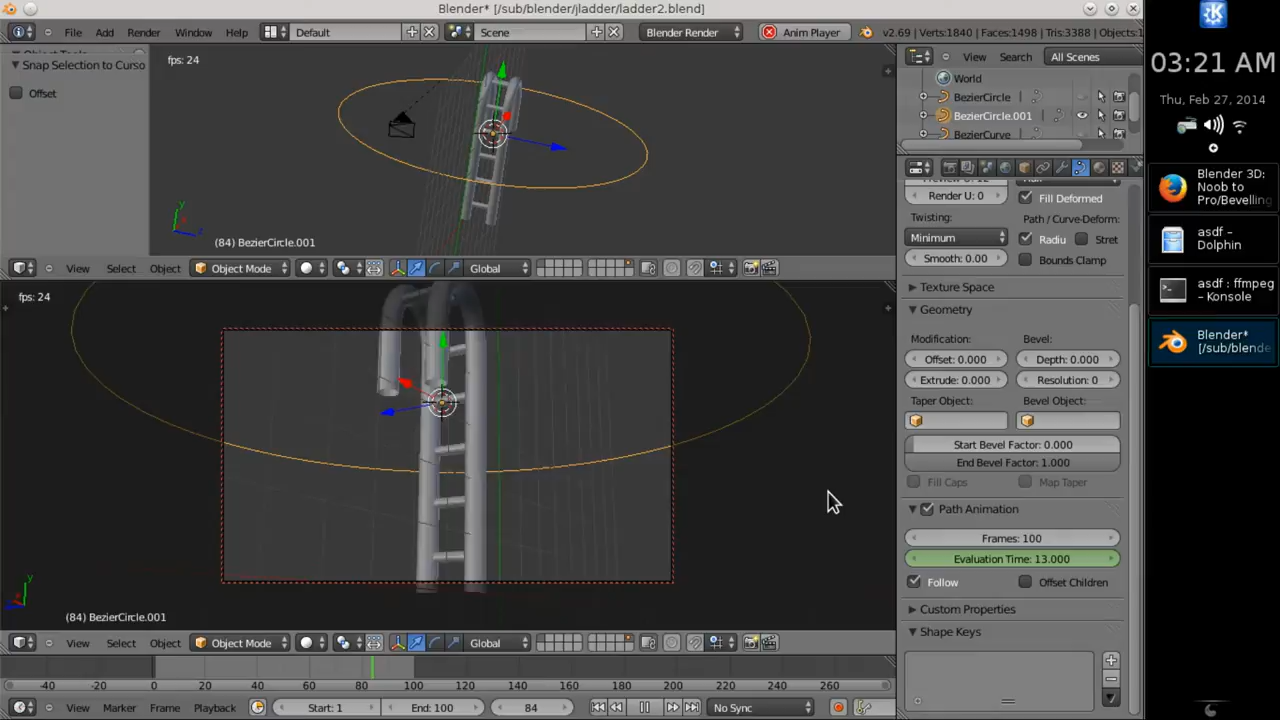 Blender* [/sub/blender/jladder/ladder2.blend]
File Add Render Window Help Default Scene Blender Render Anim Player v2.69 | Verts:1840 | Faces:1498 | Tris:3388 | Objects:1
Snap Selection to Curso
Offset
fps: 24
y
z
(84) BezierCircle.001
View Select Object Object Mode Global
fps: 24
y
(84) BezierCircle.001
View Select Object Object Mode Global
-40 -20 0 20 40 60 80 100 120 140 160 180 200 220 240 260
View Marker Frame Playback Start: 1 End: 100 84 No Sync
View Search All Scenes
World
BezierCircle
BezierCircle.001
BezierCurve
Render U: 0
Fill Deformed
Twisting:
Path / Curve-Deform:
Minimum
Radiu
Stret
Smooth: 0.00
Bounds Clamp
Texture Space
Geometry
Modification:
Bevel:
Offset: 0.000
Depth: 0.000
Extrude: 0.000
Resolution: 0
Taper Object:
Bevel Object:
Start Bevel Factor: 0.000
End Bevel Factor: 1.000
Fill Caps
Map Taper
Path Animation
Frames: 100
Evaluation Time: 13.000
Follow
Offset Children
Custom Properties
Shape Keys
03:21 AM
Thu, Feb 27, 2014
Blender 3D:
Noob to
Pro/Bevelling
asdf –
Dolphin
asdf : ffmpeg
– Konsole
Blender*
[/sub/blende